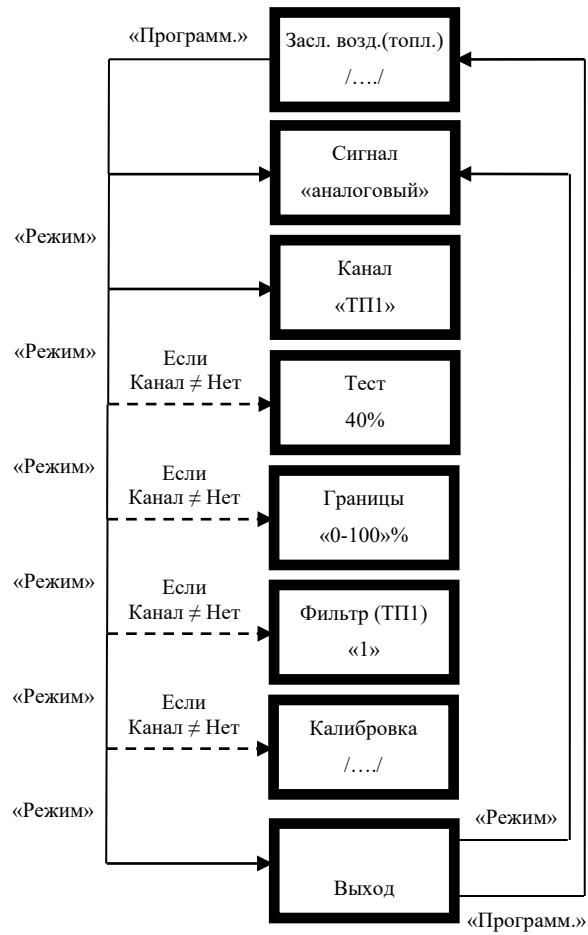 «Программ.»
Засл. возд.(топл.)
/…./
Сигнал
«аналоговый»
«Режим»
Канал
«ТП1»
«Режим»
Если
Канал ≠ Нет
Тест
40%
«Режим»
Если
Канал ≠ Нет
Границы
«0-100»%
«Режим»
Если
Канал ≠ Нет
Фильтр (ТП1)
«1»
«Режим»
Если
Канал ≠ Нет
Калибровка
/…./
«Режим»
«Режим»
Выход
«Программ.»